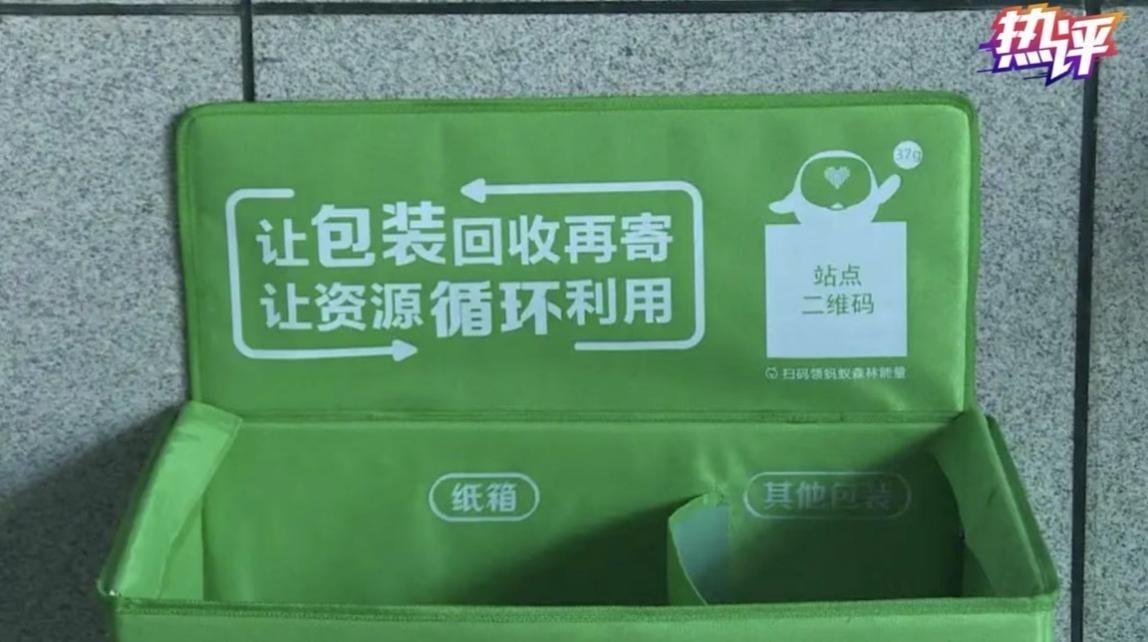 热评
37g
让包装回收再寄
让资源循环利用
站点
二维码
扫码领蚂蚁森林能量
纸箱
其他包装